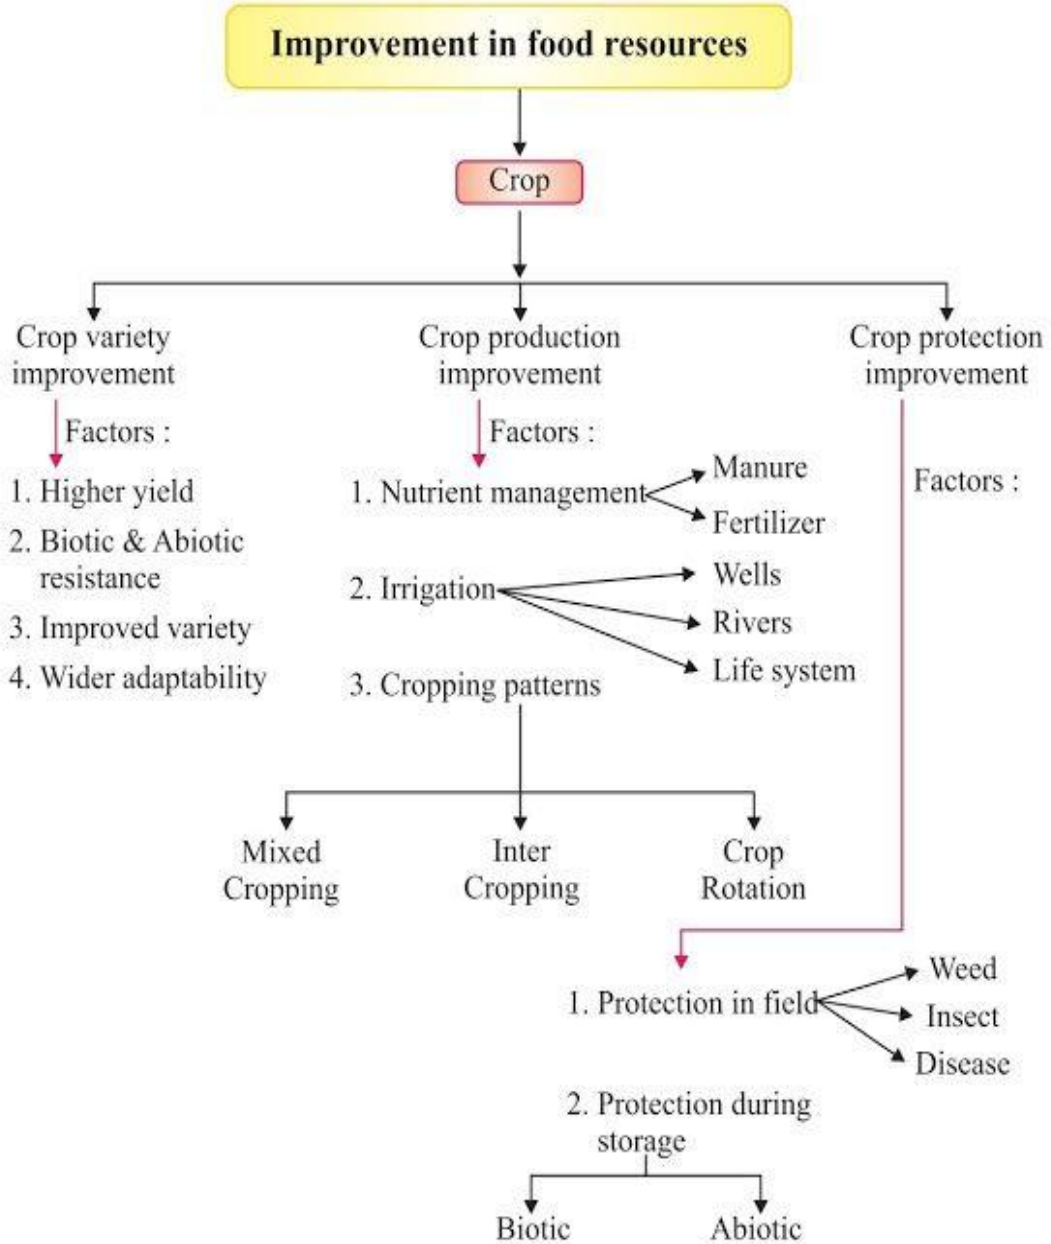 Improvement in food resources
Crop
Crop variety
improvement
Factors :
1. Higher yield
2. Biotic & Abiotic
resistance
3. Improved variety
4. Wider adaptability
Crop production
improvement
Factors :
1. Nutrient management
Manure
Fertilizer
2. Irrigation
Wells
Rivers
Life system
3. Cropping patterns
Mixed
Cropping
Inter
Cropping
Crop
Rotation
Crop protection
improvement
Factors :
1. Protection in field
Weed
Insect
Disease
2. Protection during
storage
Biotic
Abiotic